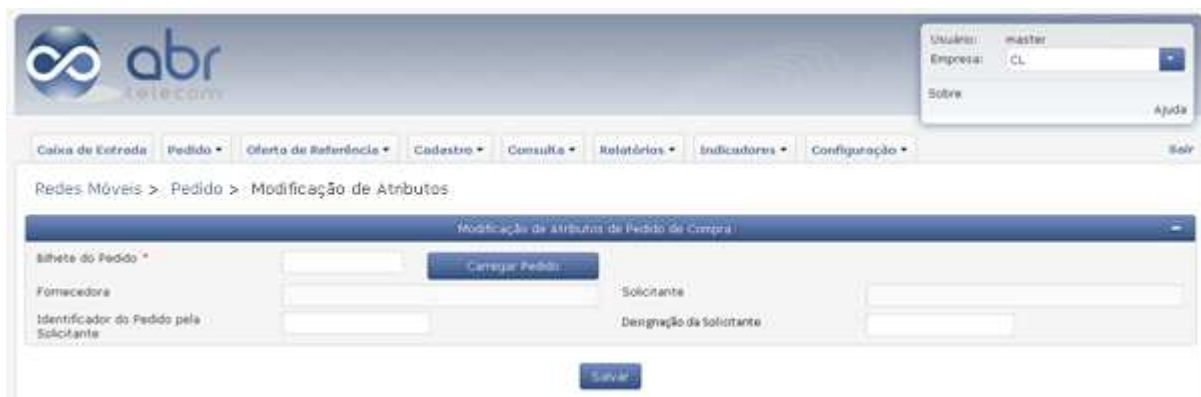 abr
telecom
Usuário: master
Empresa: CL
Sobre
Ajuda
Caixa de Entrada Pedido Oferta de Referência Cadastro Consulta Relatórios Indicadores Configuração Sair
Redes Móveis > Pedido > Modificação de Atributos
Modificação de Atributos de Pedido de Compra
Bilhete do Pedido * Carregar Pedido
Fornecedora Solicitante
Identificador do Pedido pela
Solicitante Designação da Solicitante
Salvar